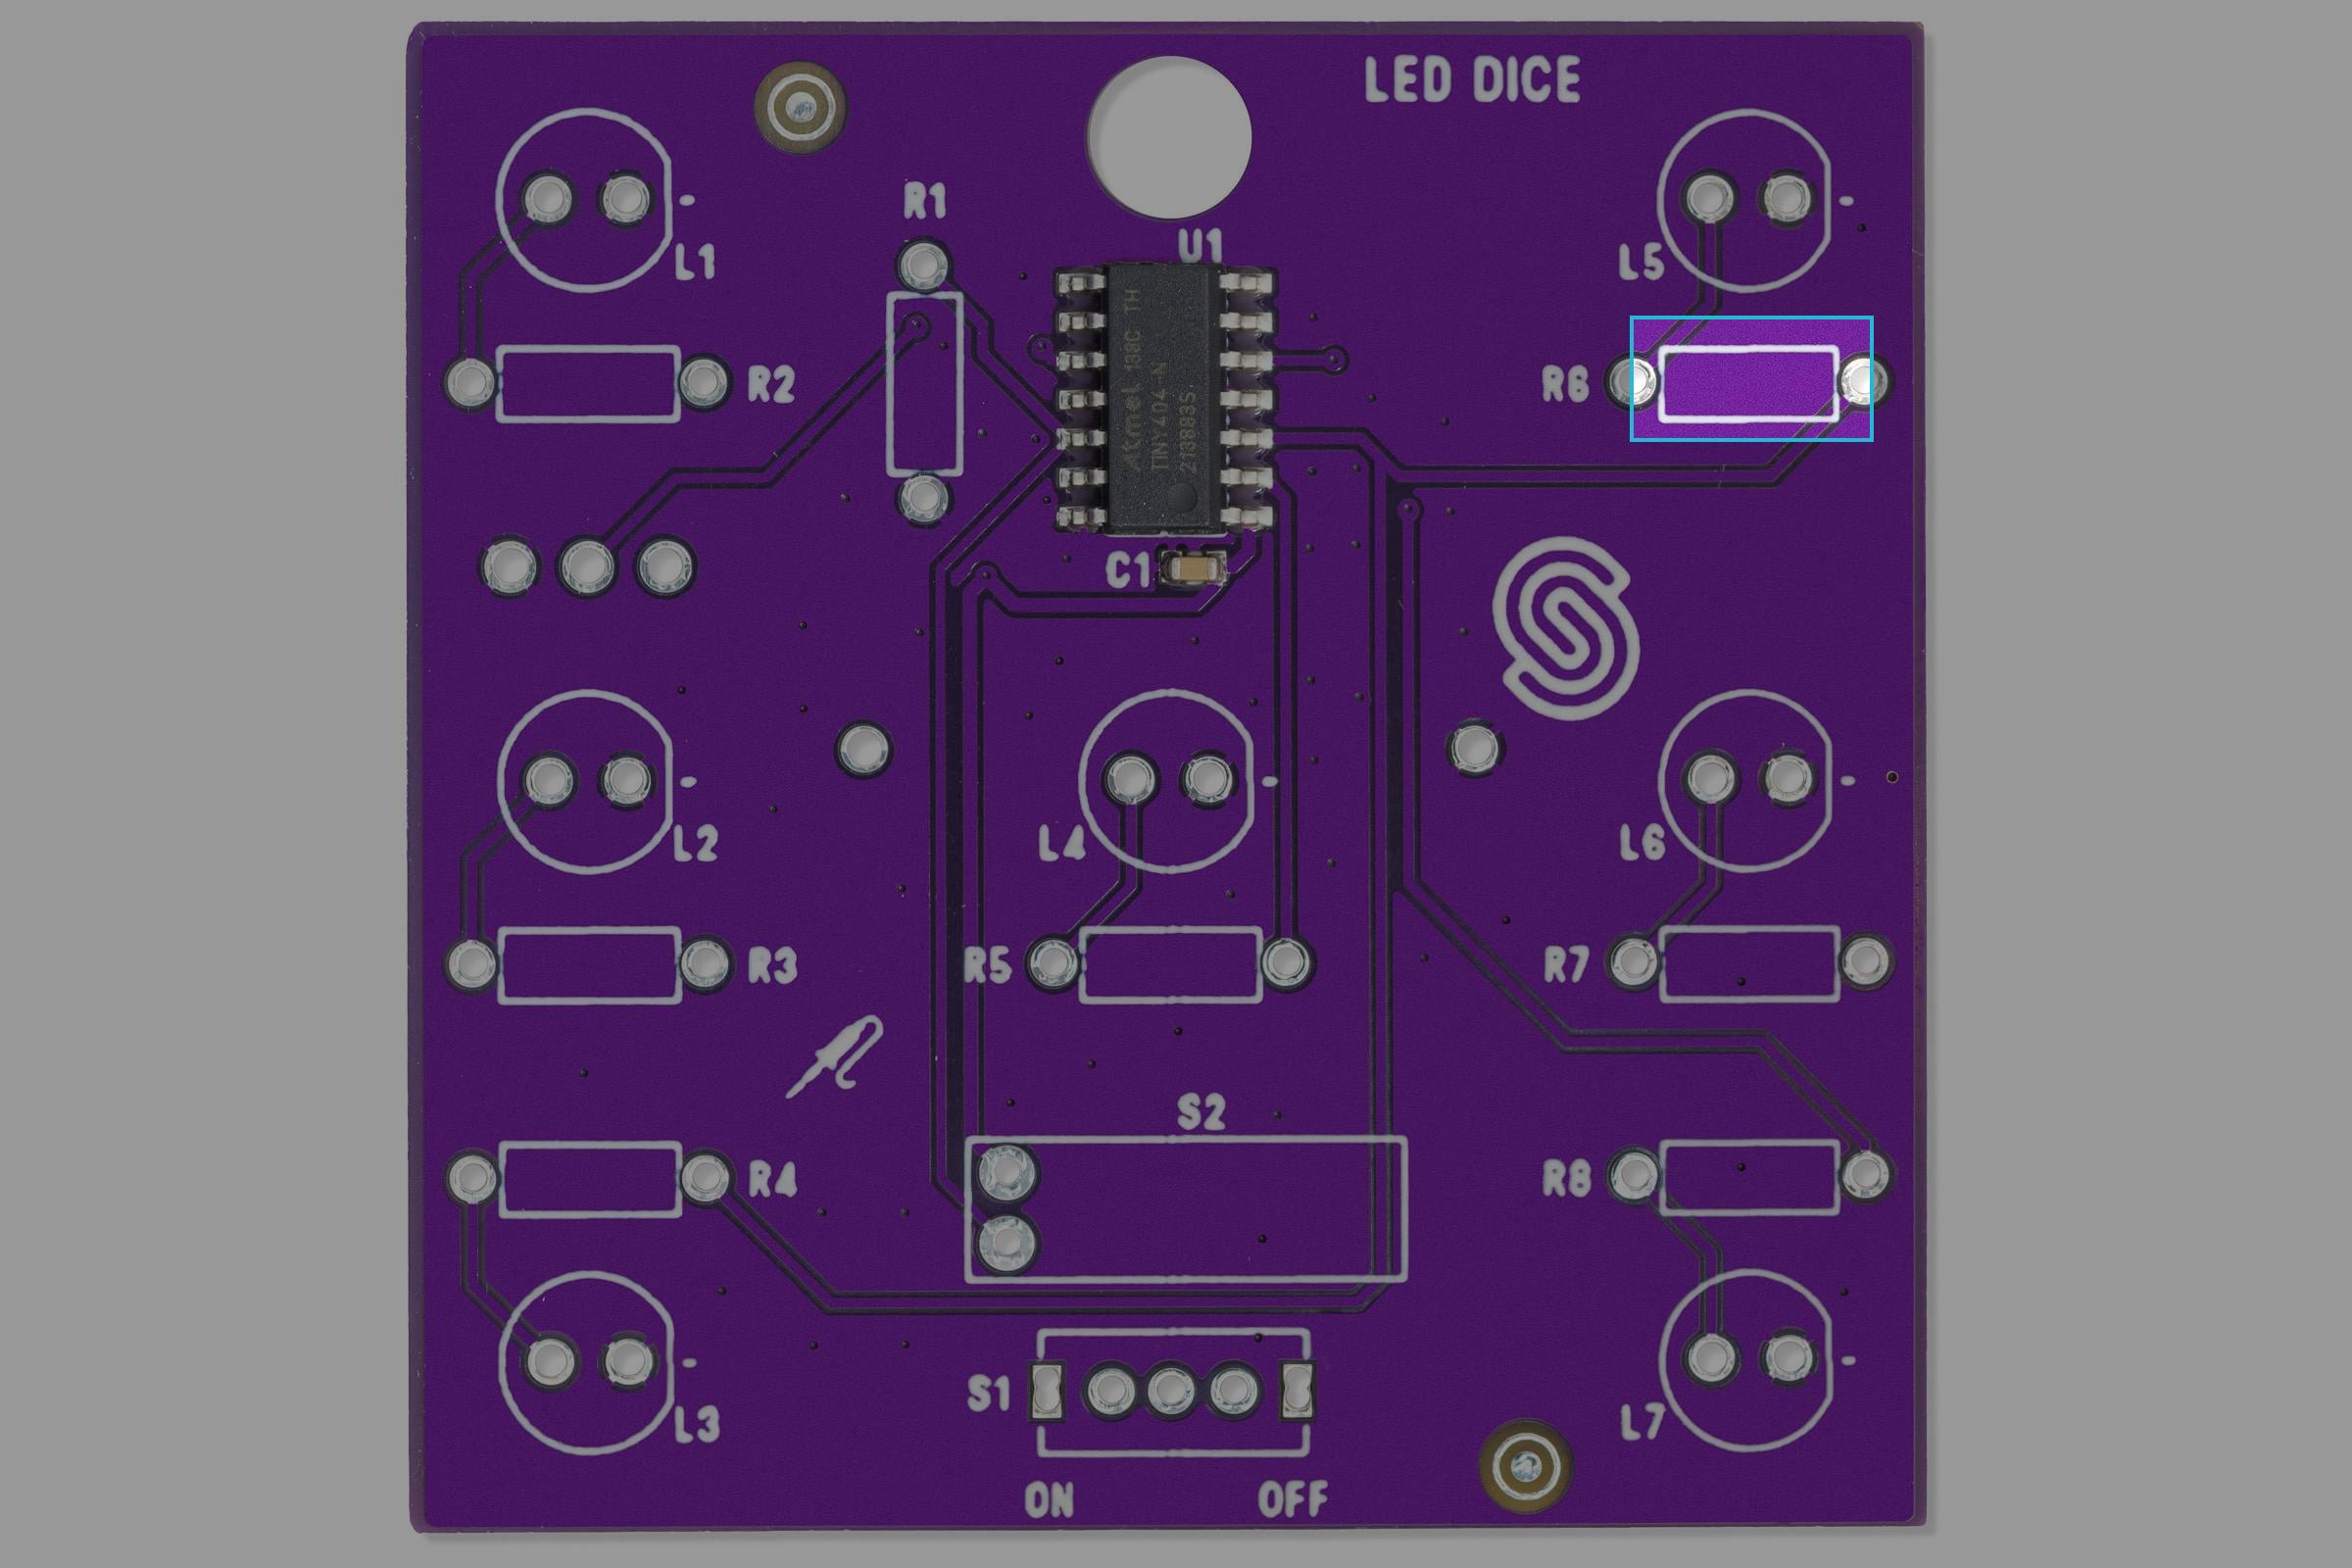 LED DICE
R1
U1
L1
L5
R2
R6
Atmel 138C TH
TINY404-N
C1
L2
L4
L6
R3
R5
R7
S2
R4
R8
S1
L3
L7
ON
OFF